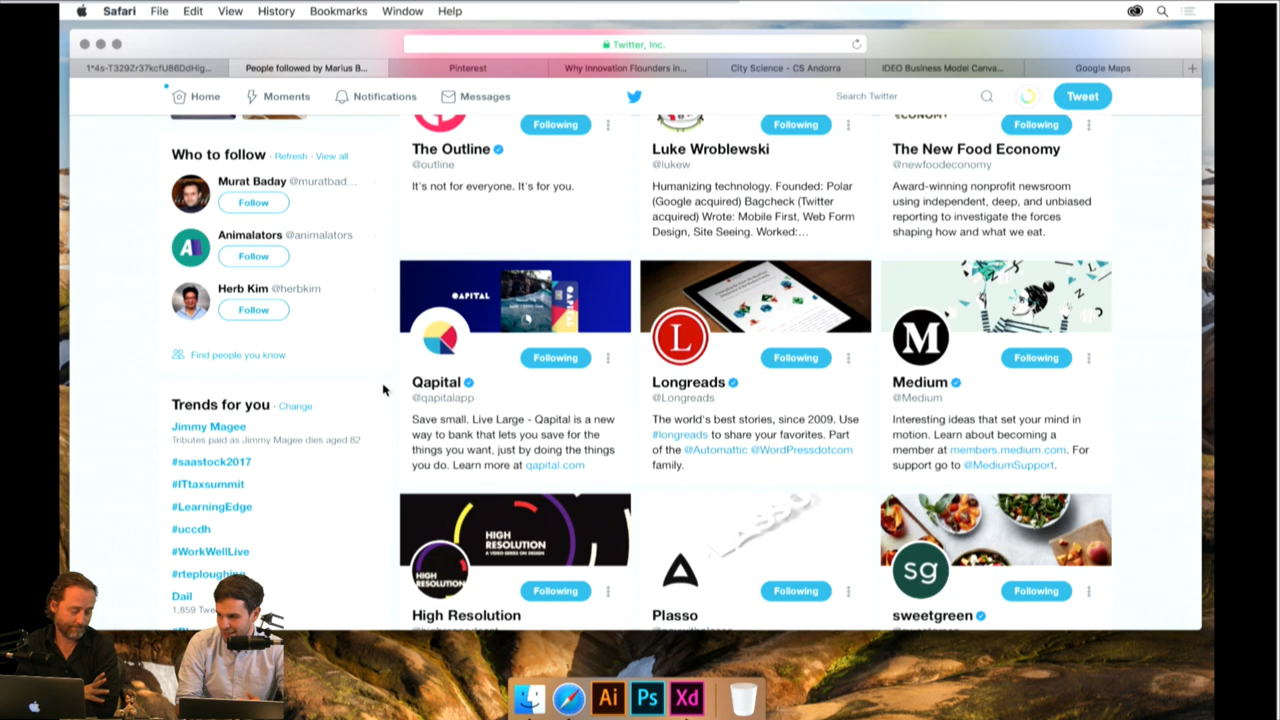 Safari File Edit View History Bookmarks Window Help
Twitter, Inc.
1*4s-T329Zr37kcfU86DdHig... People followed by Marius B... Pinterest Why Innovation Flounders in... City Science - CS Andorra IDEO Business Model Canva... Google Maps
Home Moments Notifications Messages Search Twitter Tweet
Who to follow · Refresh · View all
Murat Baday @muratbad...
Follow
Animalators @animalators
Follow
Herb Kim @herbkim
Follow
Find people you know
Trends for you · Change
Jimmy Magee
Tributes paid as Jimmy Magee dies aged 82
#saastock2017
#ITtaxsummit
#LearningEdge
#uccdh
#WorkWellLive
#rteploughing
Dail
1,859 Twe
Following
The Outline
@outline
It's not for everyone. It's for you.
Following
Luke Wroblewski
@lukew
Humanizing technology. Founded: Polar
(Google acquired) Bagcheck (Twitter
acquired) Wrote: Mobile First, Web Form
Design, Site Seeing. Worked:...
ECONOMY
Following
The New Food Economy
@newfoodeconomy
Award-winning nonprofit newsroom
using independent, deep, and unbiased
reporting to investigate the forces
shaping how and what we eat.
QAPITAL
QAPITAL
Following
Qapital
@qapitalapp
Save small. Live Large - Qapital is a new
way to bank that lets you save for the
things you want, just by doing the things
you do. Learn more at qapital.com
L
Following
Longreads
@Longreads
The world's best stories, since 2009. Use
#longreads to share your favorites. Part
of the @Automattic @WordPressdotcom
family.
M
Following
Medium
@Medium
Interesting ideas that set your mind in
motion. Learn about becoming a
member at members.medium.com. For
support go to @MediumSupport.
HIGH
RESOLUTION
A VIDEO SERIES ON DESIGN
HIGH
RESOLUTION
Following
High Resolution
LASSO
Following
Plasso
sg
Following
sweetgreen
Ai Ps Xd